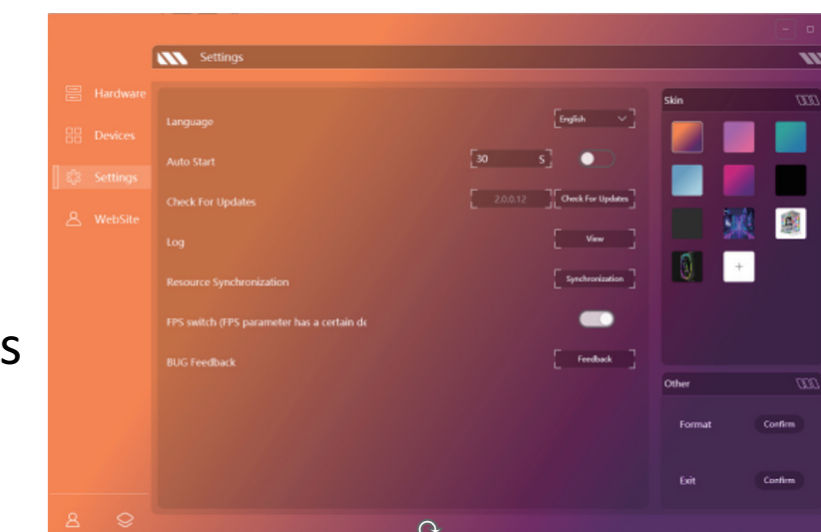 Settings
Hardware
Devices
Settings
WebSite
Language
English
Auto Start
30 S
Check For Updates
2.0.0.12
Check For Updates
Log
View
Resource Synchronization
Synchronization
FPS switch (FPS parameter has a certain de
BUG Feedback
Feedback
Skin
+
Other
Format
Confirm
Exit
Confirm
s